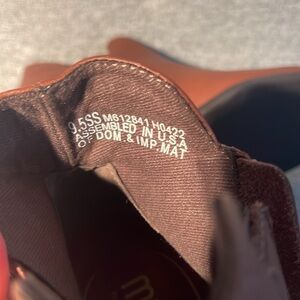 9.5SS M612841 H0422
ASSEMBLED IN U.S.A
OF DOM. & IMP. MAT